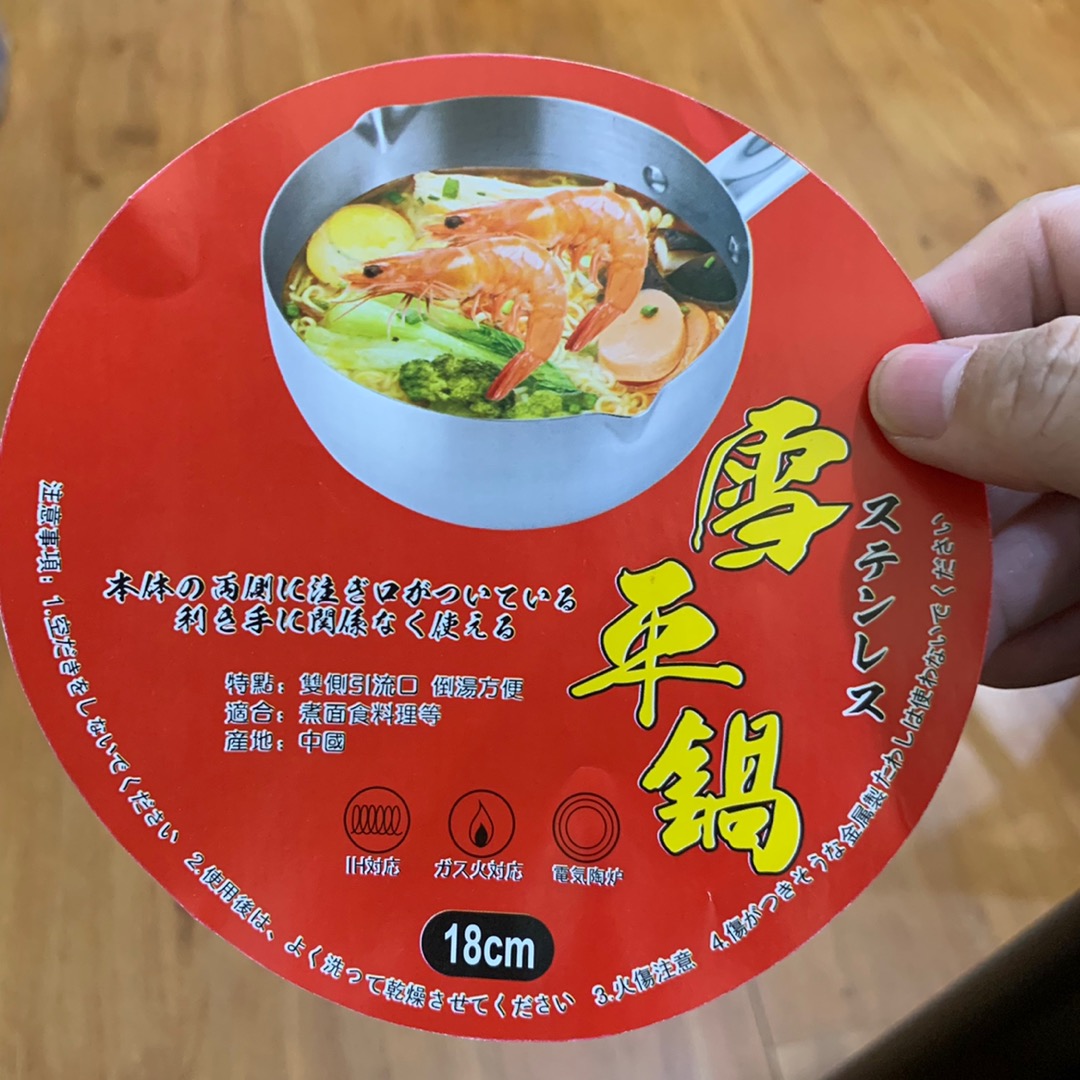 雪平鍋
ステンレス
本体の両側に注ぎ口がついている
利き手に関係なく使える
特點：雙側引流口 倒湯方便
適合：煮面食料理等
産地：中國
IH対応
ガス火対応
電気陶炉
18cm
注意事項：1.空だきをしないでください 2.使用後は、よく洗って乾燥させてください 3.火傷注意 4.傷がつきそうな金属製たわしは使わないでください